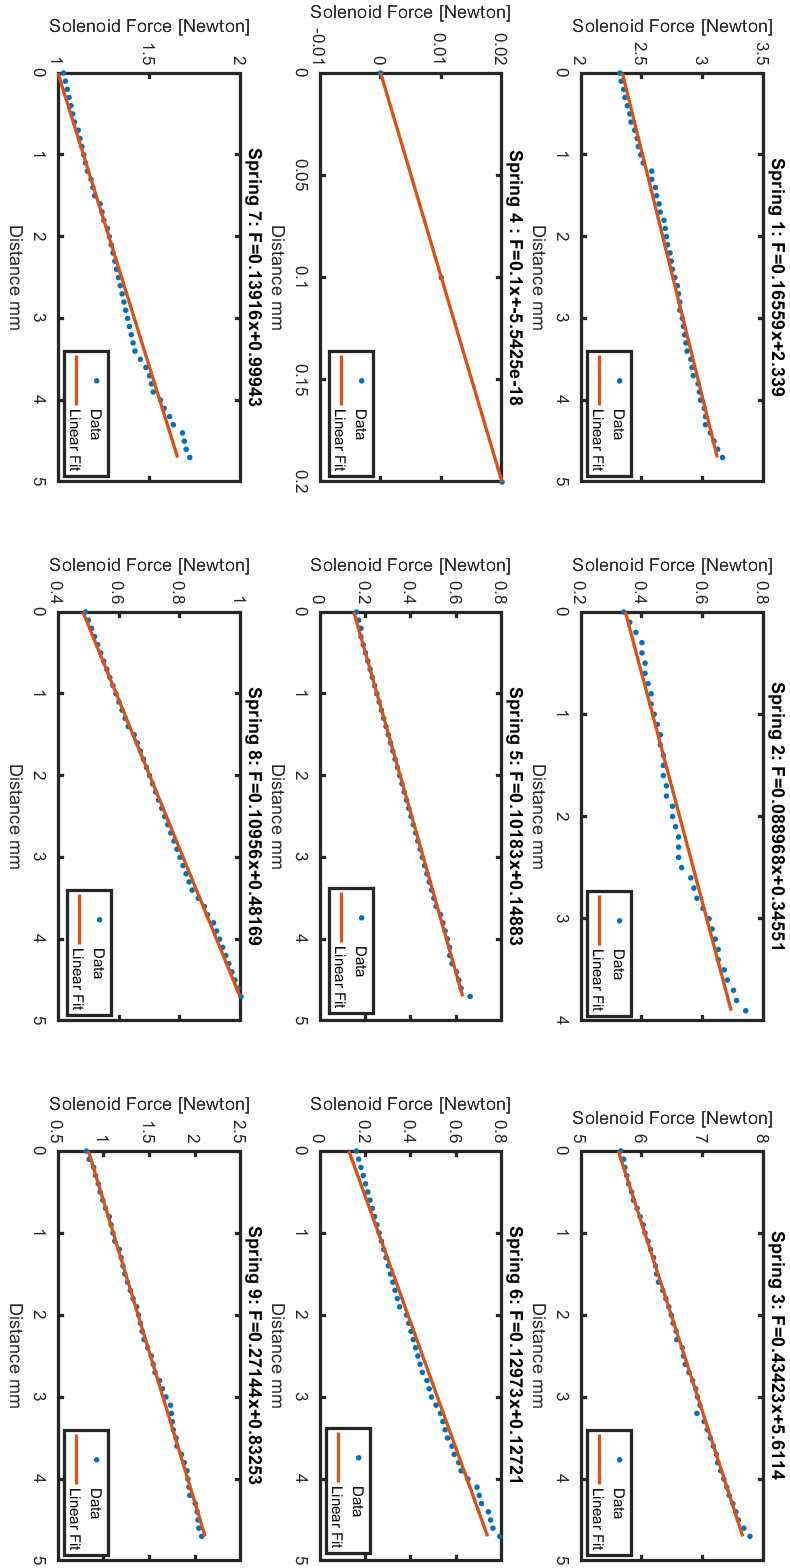 Spring 1: F=0.16559x+2.339
Solenoid Force [Newton]
3.5
3
2.5
2
Data
Linear Fit
0 1 2 3 4 5
Distance mm
Spring 2: F=0.088968x+0.34551
Solenoid Force [Newton]
0.8
0.6
0.4
0.2
Data
Linear Fit
0 1 2 3 4
Distance mm
Spring 3: F=0.43423x+5.6114
Solenoid Force [Newton]
8
7
6
5
Data
Linear Fit
0 1 2 3 4 5
Distance mm
Spring 4 : F=0.1x+-5.5425e-18
Solenoid Force [Newton]
0.02
0.01
0
-0.01
Data
Linear Fit
0 0.05 0.1 0.15 0.2
Distance mm
Spring 5: F=0.10183x+0.14883
Solenoid Force [Newton]
0.8
0.6
0.4
0.2
0
Data
Linear Fit
0 1 2 3 4 5
Distance mm
Spring 6: F=0.12973x+0.12721
Solenoid Force [Newton]
0.8
0.6
0.4
0.2
0
Data
Linear Fit
0 1 2 3 4 5
Distance mm
Spring 7: F=0.13916x+0.99943
Solenoid Force [Newton]
2
1.5
1
Data
Linear Fit
0 1 2 3 4 5
Distance mm
Spring 8: F=0.10956x+0.48169
Solenoid Force [Newton]
1
0.8
0.6
0.4
Data
Linear Fit
0 1 2 3 4 5
Distance mm
Spring 9: F=0.27144x+0.83253
Solenoid Force [Newton]
2.5
2
1.5
1
0.5
Data
Linear Fit
0 1 2 3 4 5
Distance mm